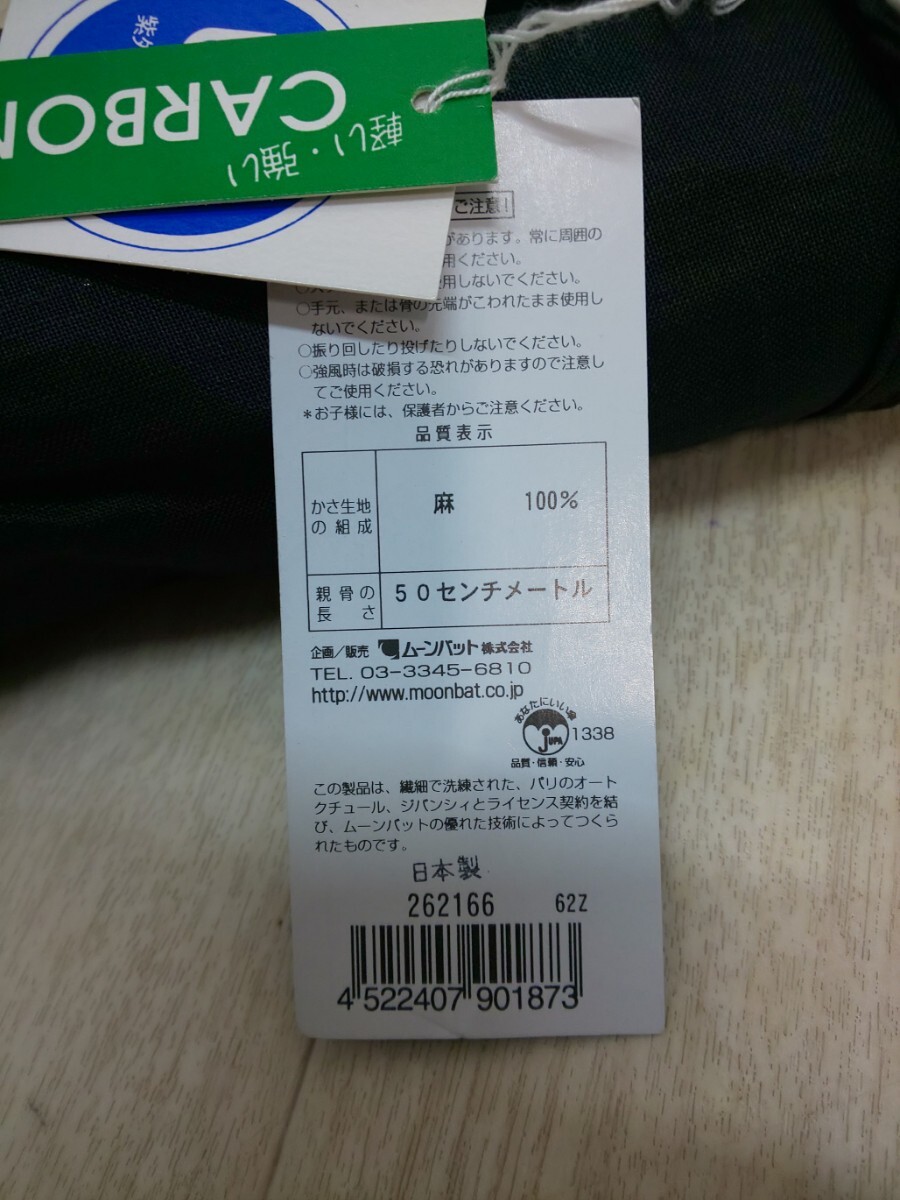 紫外
CARBON
軽い・強い
ご注意!
があります。常に周囲の
用ください。
使用しないでください。
○手元、または骨の先端がこわれたまま使用し
ないでください。
○振り回したり投げたりしないでください。
○強風時は破損する恐れがありますので注意し
てご使用ください。
*お子様には、保護者からご注意ください。
品質表示
かさ生地
の組成
麻 100%
親骨の
長さ
50センチメートル
企画/販売 ムーンバット株式会社
TEL. 03-3345-6810
http://www.moonbat.co.jp
あなたにいい傘
JUPA 1338
品質・信頼・安心
この製品は、繊細で洗練された、パリのオート
クチュール、ジバンシィとライセンス契約を結
び、ムーンバットの優れた技術によってつくら
れたものです。
日本製
262166 62Z
4 522407 901873